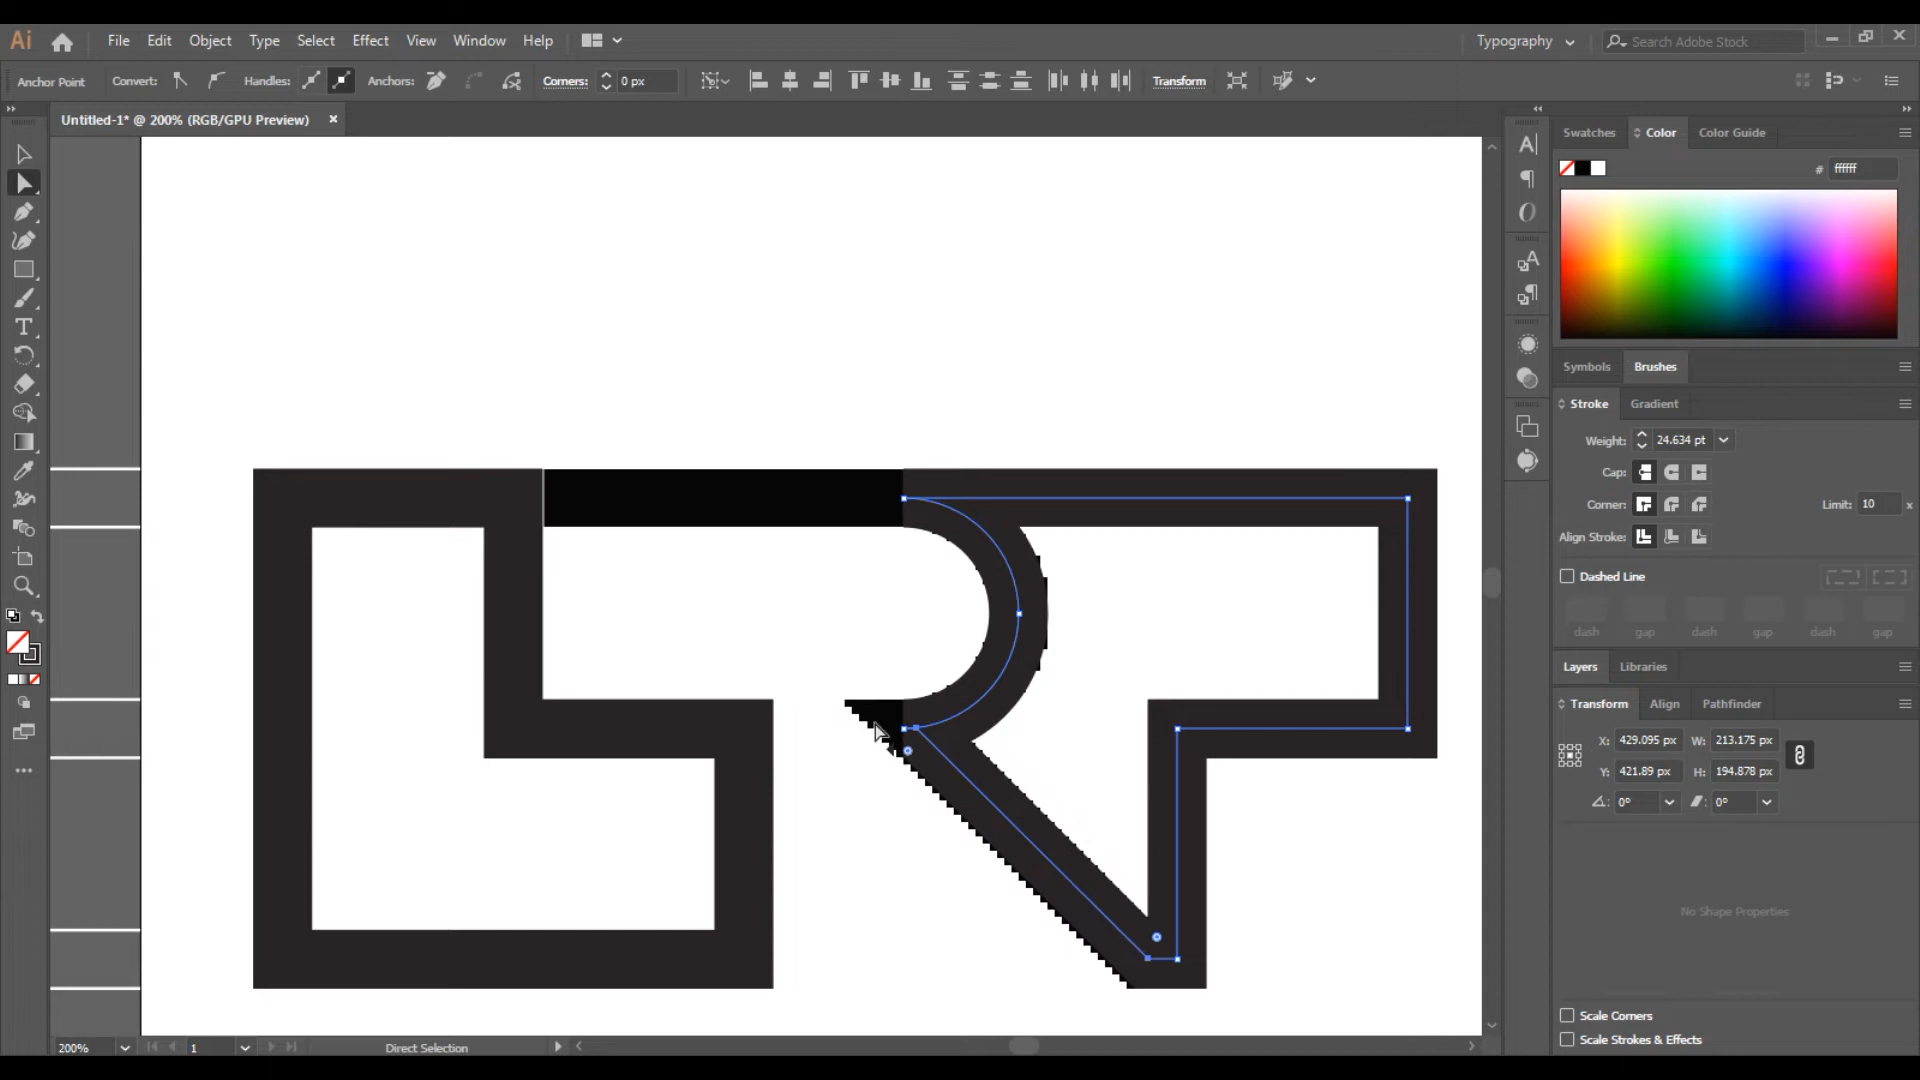 Ai File Edit Object Type Select Effect View Window Help Typography Search Adobe Stock
Anchor Point Convert: Handles: Anchors: Corners: 0 px Transform
Untitled-1* @ 200% (RGB/GPU Preview)
Swatches Color Color Guide
# ffffff
Symbols Brushes
Stroke Gradient
Weight: 24.634 pt
Cap:
Corner: Limit: 10 x
Align Stroke:
Dashed Line
dash gap dash gap dash gap
Layers Libraries
Transform Align Pathfinder
X: 429.095 px W: 213.175 px
Y: 421.89 px H: 194.878 px
0° 0°
No Shape Properties
Scale Corners
Scale Strokes & Effects
200% 1 Direct Selection